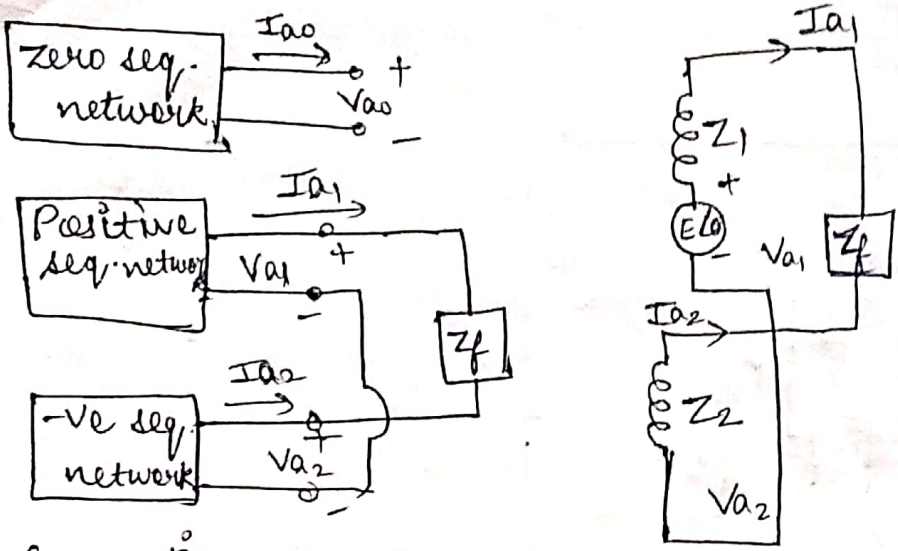 Zero seq.
network
Ia0
+
Va0
-
Positive
seq. networ
Ia1
+
Va1
-
Zf
-ve seq.
network
Ia2
+
Va2
-
Ia1
Z1
+
E∠0
-
Va1
Zf
Ia2
Z2
Va2